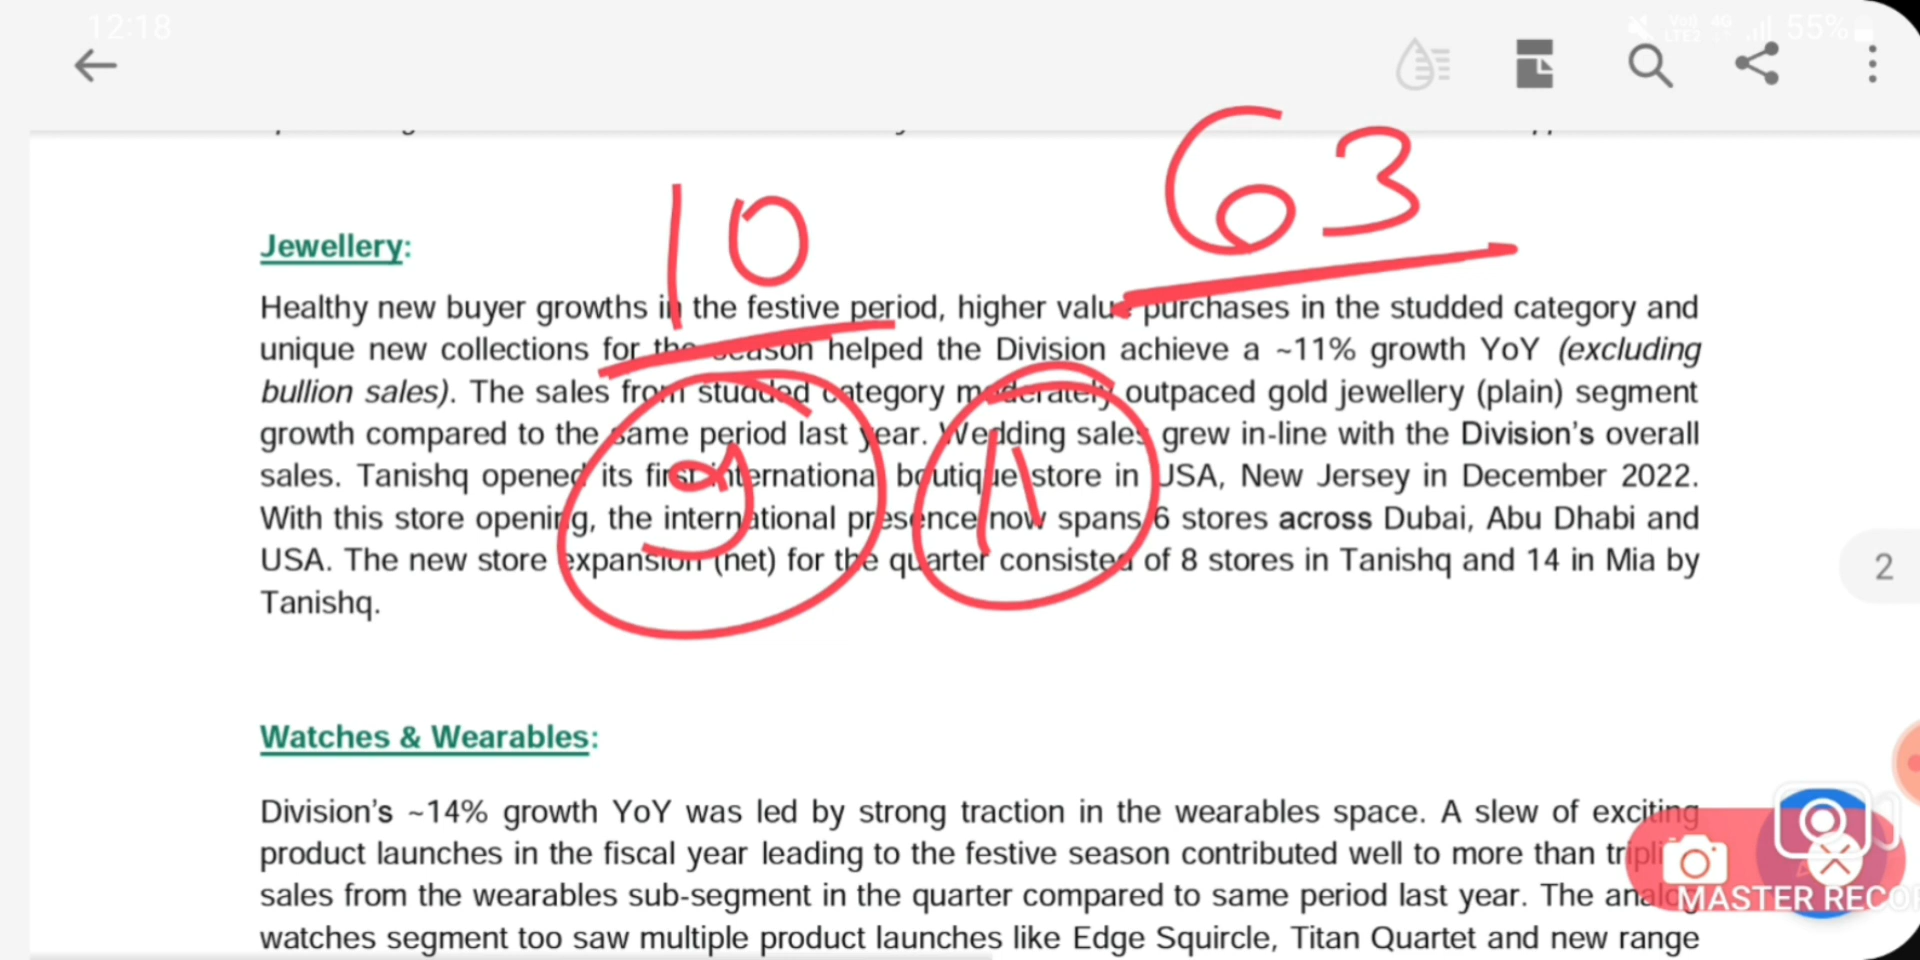 12:18
Vo)) 4G 55%
LTE2
63
10
Jewellery:
Healthy new buyer growths in the festive period, higher value purchases in the studded category and
unique new collections for the season helped the Division achieve a ~11% growth YoY (excluding
bullion sales). The sales from studded category moderately outpaced gold jewellery (plain) segment
growth compared to the same period last year. Wedding sales grew in-line with the Division's overall
sales. Tanishq opened its first international boutique store in USA, New Jersey in December 2022.
With this store opening, the international presence now spans 6 stores across Dubai, Abu Dhabi and
USA. The new store expansion (net) for the quarter consisted of 8 stores in Tanishq and 14 in Mia by
Tanishq.
9
11
2
Watches & Wearables:
Division's ~14% growth YoY was led by strong traction in the wearables space. A slew of exciting
product launches in the fiscal year leading to the festive season contributed well to more than
sales from the wearables sub-segment in the quarter compared to same period last year. The analog
watches segment too saw multiple product launches like Edge Squircle, Titan Quartet and new range
MASTER RECO